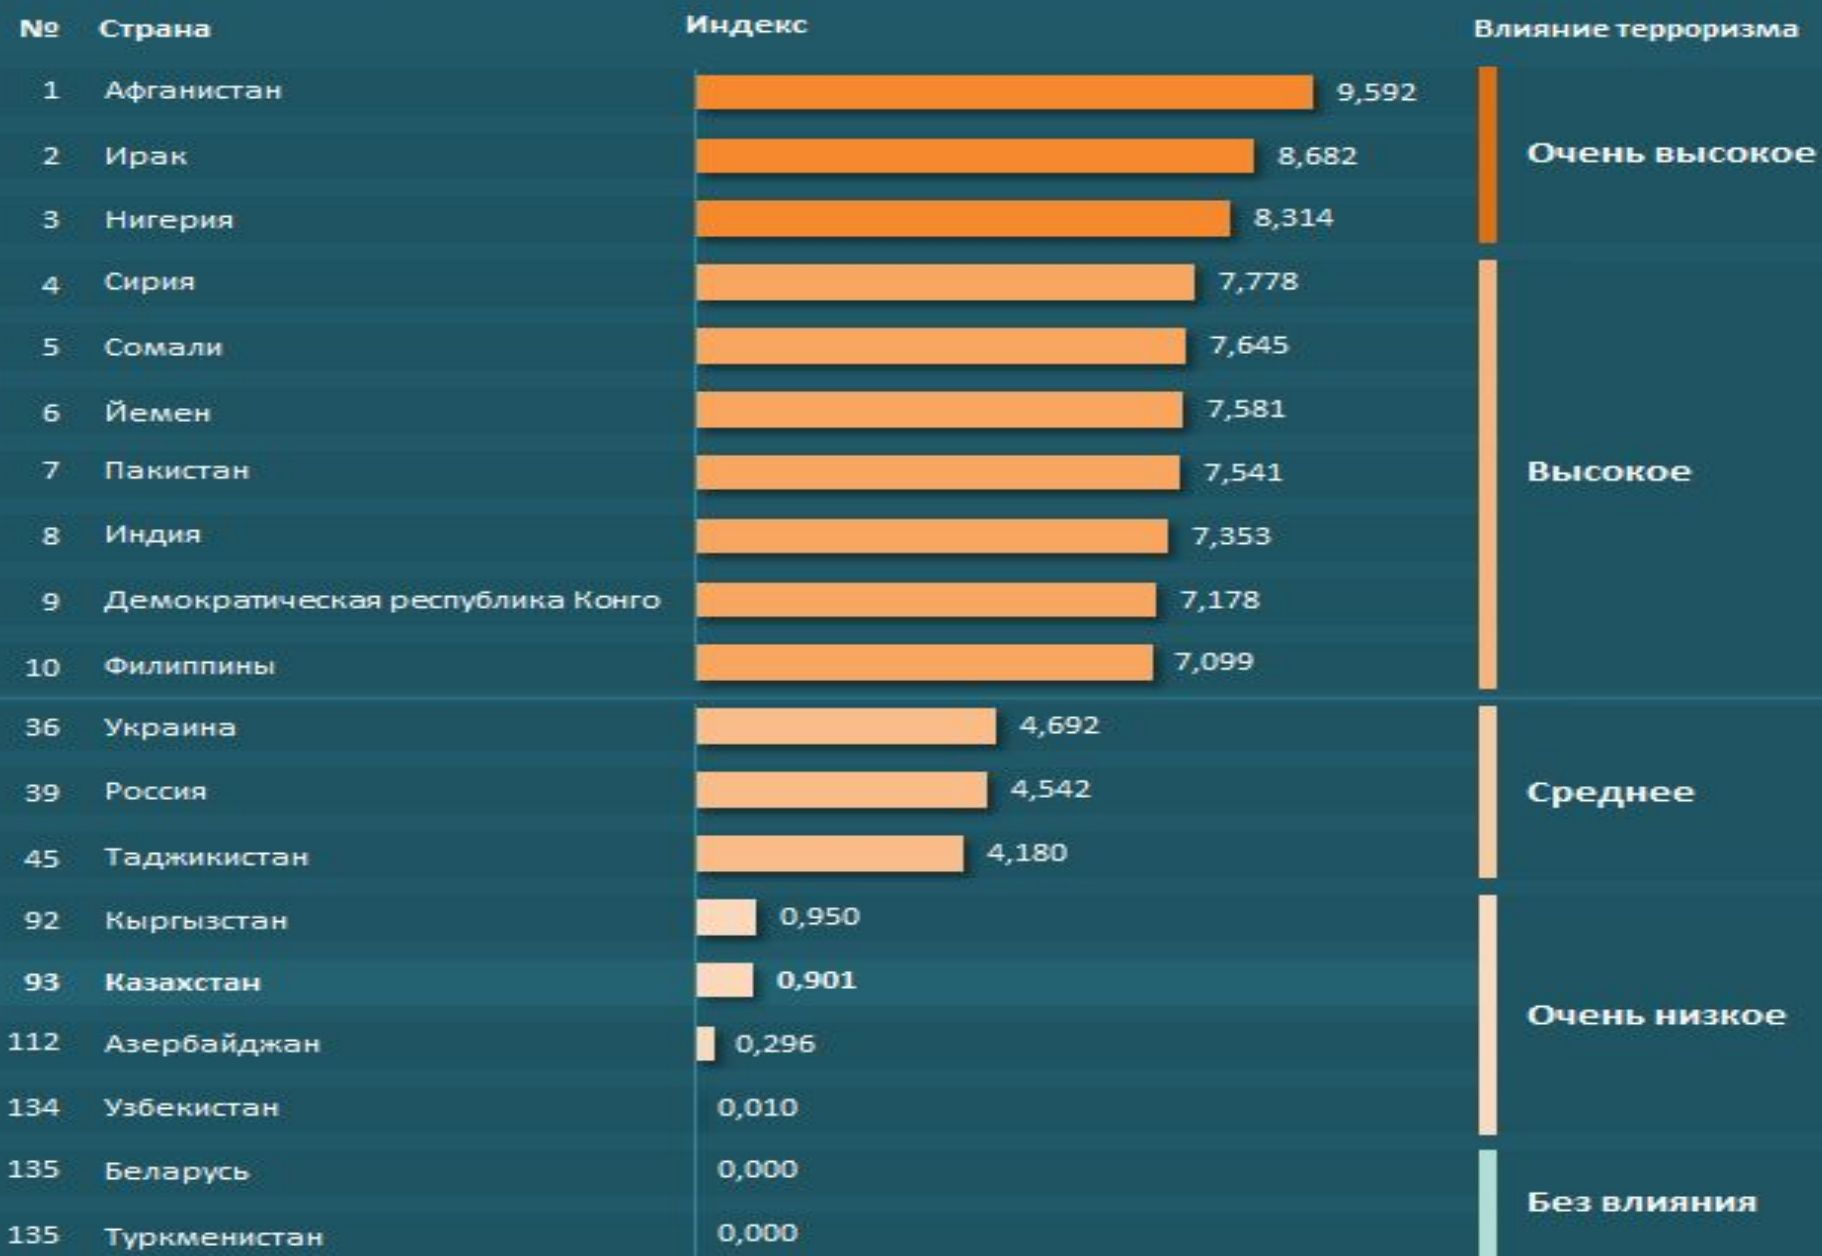 № Страна Индекс Влияние терроризма
1 Афганистан 9,592
Очень высокое
2 Ирак 8,682
3 Нигерия 8,314
4 Сирия 7,778
5 Сомали 7,645
6 Йемен 7,581
7 Пакистан 7,541 Высокое
8 Индия 7,353
9 Демократическая республика Конго 7,178
10 Филиппины 7,099
36 Украина 4,692
39 Россия 4,542 Среднее
45 Таджикистан 4,180
92 Кыргызстан 0,950
93 Казахстан 0,901
Очень низкое
112 Азербайджан 0,296
134 Узбекистан 0,010
135 Беларусь 0,000
Без влияния
135 Туркменистан 0,000